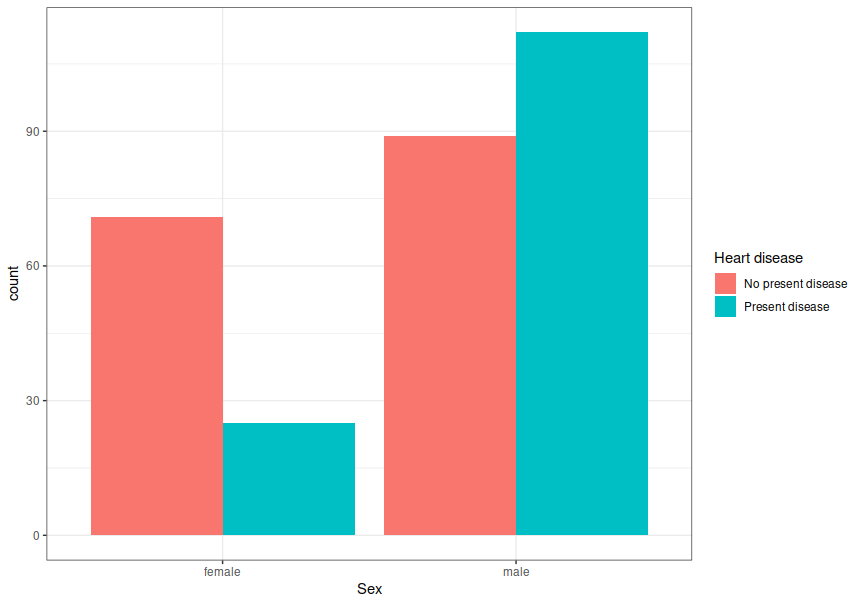 count
90
60
30
0
female
male
Sex
Heart disease
No present disease
Present disease